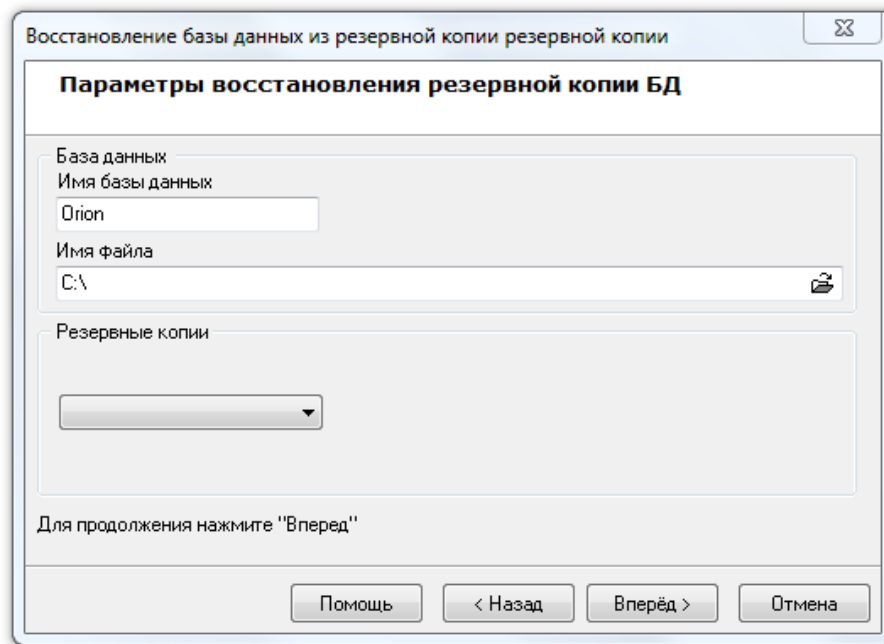 Восстановление базы данных из резервной копии резервной копии
Параметры восстановления резервной копии БД
База данных
Имя базы данных
Orion
Имя файла
C:\
Резервные копии
Для продолжения нажмите "Вперед"
Помощь < Назад Вперёд > Отмена